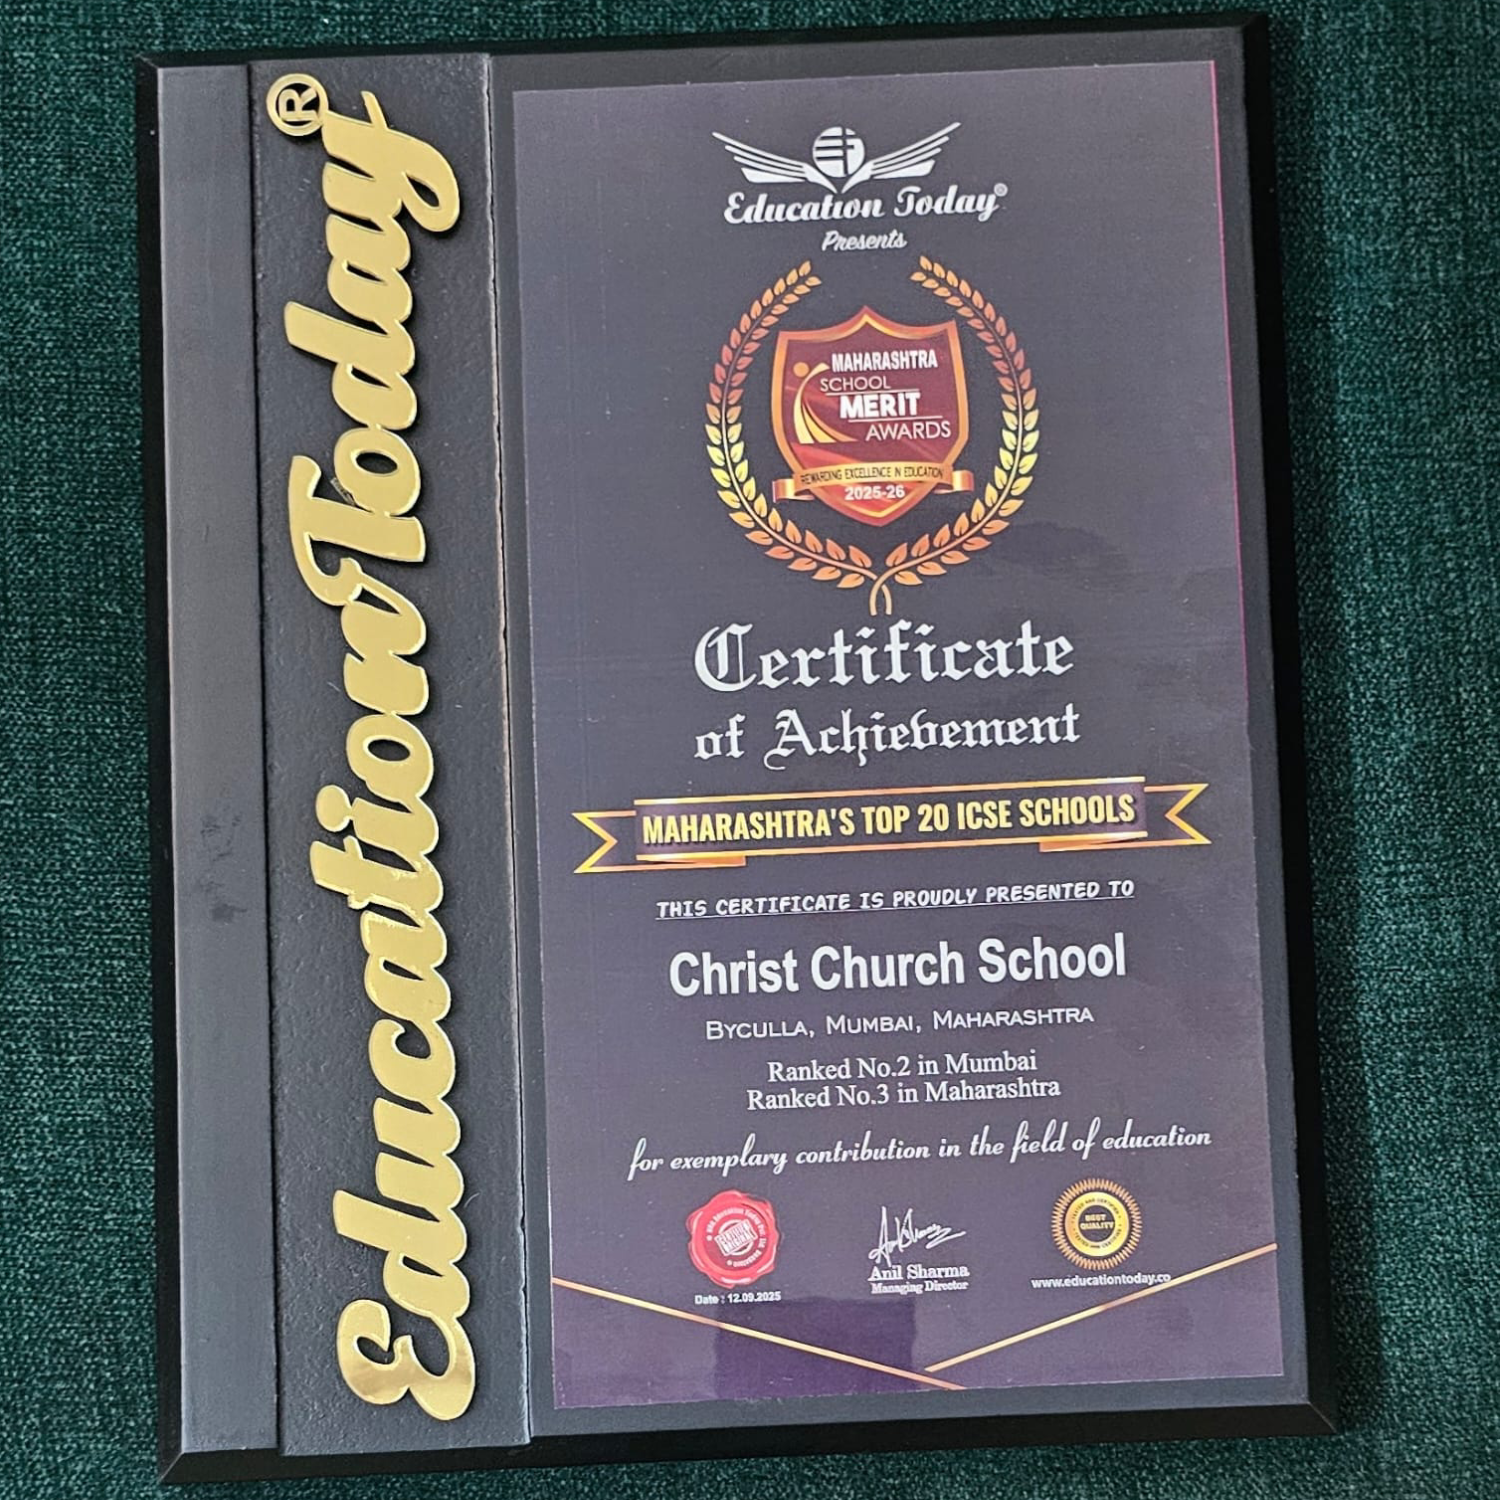 EducationToday®
Education Today®
Presents
MAHARASHTRA
SCHOOL
MERIT
AWARDS
REWARDING EXCELLENCE IN EDUCATION
2025-26
Certificate
of Achievement
MAHARASHTRA'S TOP 20 ICSE SCHOOLS
THIS CERTIFICATE IS PROUDLY PRESENTED TO
Christ Church School
BYCULLA, MUMBAI, MAHARASHTRA
Ranked No.2 in Mumbai
Ranked No.3 in Maharashtra
for exemplary contribution in the field of education
BEST
QUALITY
Anil Sharma
Managing Director
Date : 12.09.2025
www.educationtoday.co